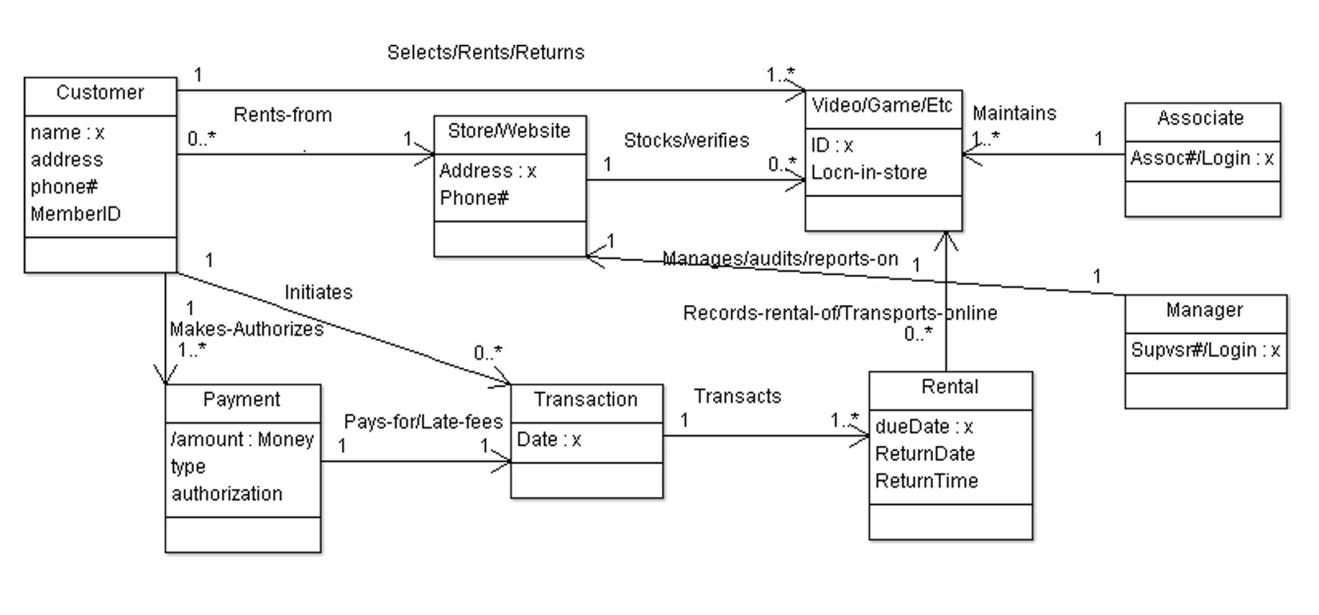 Selects/Rents/Returns
1
1..*
Customer
name : x
address
phone#
MemberID
Rents-from
0..*
1
Store/Website
Address : x
Phone#
Stocks/verifies
1
0..*
Video/Game/Etc
ID : x
Locn-in-store
Maintains
1..*
1
Associate
Assoc#/Login : x
1
Manages/audits/reports-on
1
1
Manager
Supvsr#/Login : x
1
Initiates
0..*
1
Makes-Authorizes
1..*
Records-rental-of/Transports-online
0..*
Payment
/amount : Money
type
authorization
Pays-for/Late-fees
1
1
Transaction
Date : x
Transacts
1
1..*
Rental
dueDate : x
ReturnDate
ReturnTime